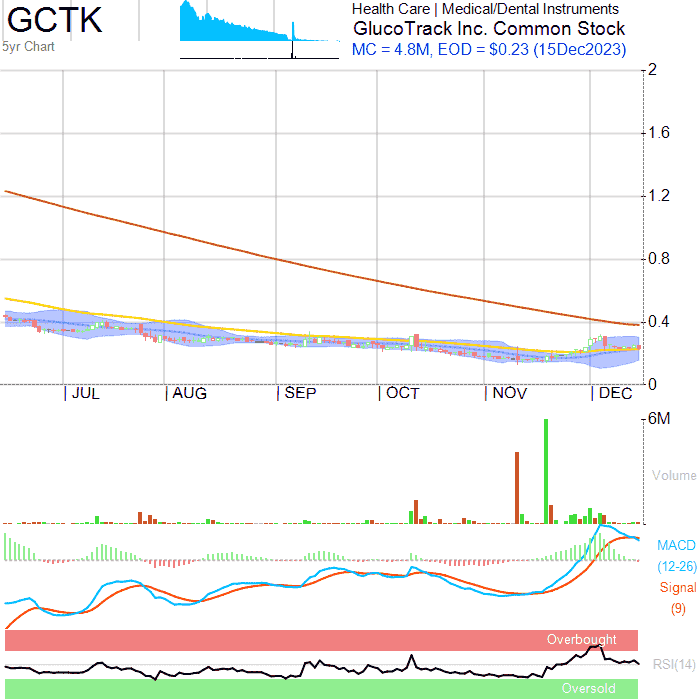 GCTK
5yr Chart
Health Care | Medical/Dental Instruments
GlucoTrack Inc. Common Stock
MC = 4.8M, EOD = $0.23 (15Dec2023)
2
1.6
1.2
0.8
0.4
0
JUL AUG SEP OCT NOV DEC
6M
Volume
MACD
(12-26)
Signal
(9)
Overbought
RSI(14)
Oversold